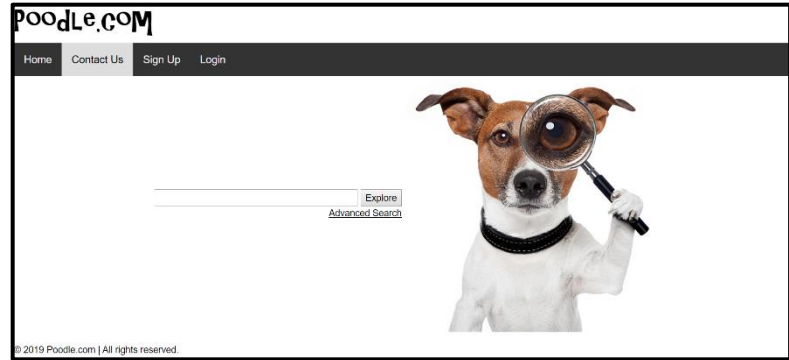 Poodle.com
Home Contact Us Sign Up Login
Explore
Advanced Search
© 2019 Poodle.com | All rights reserved.